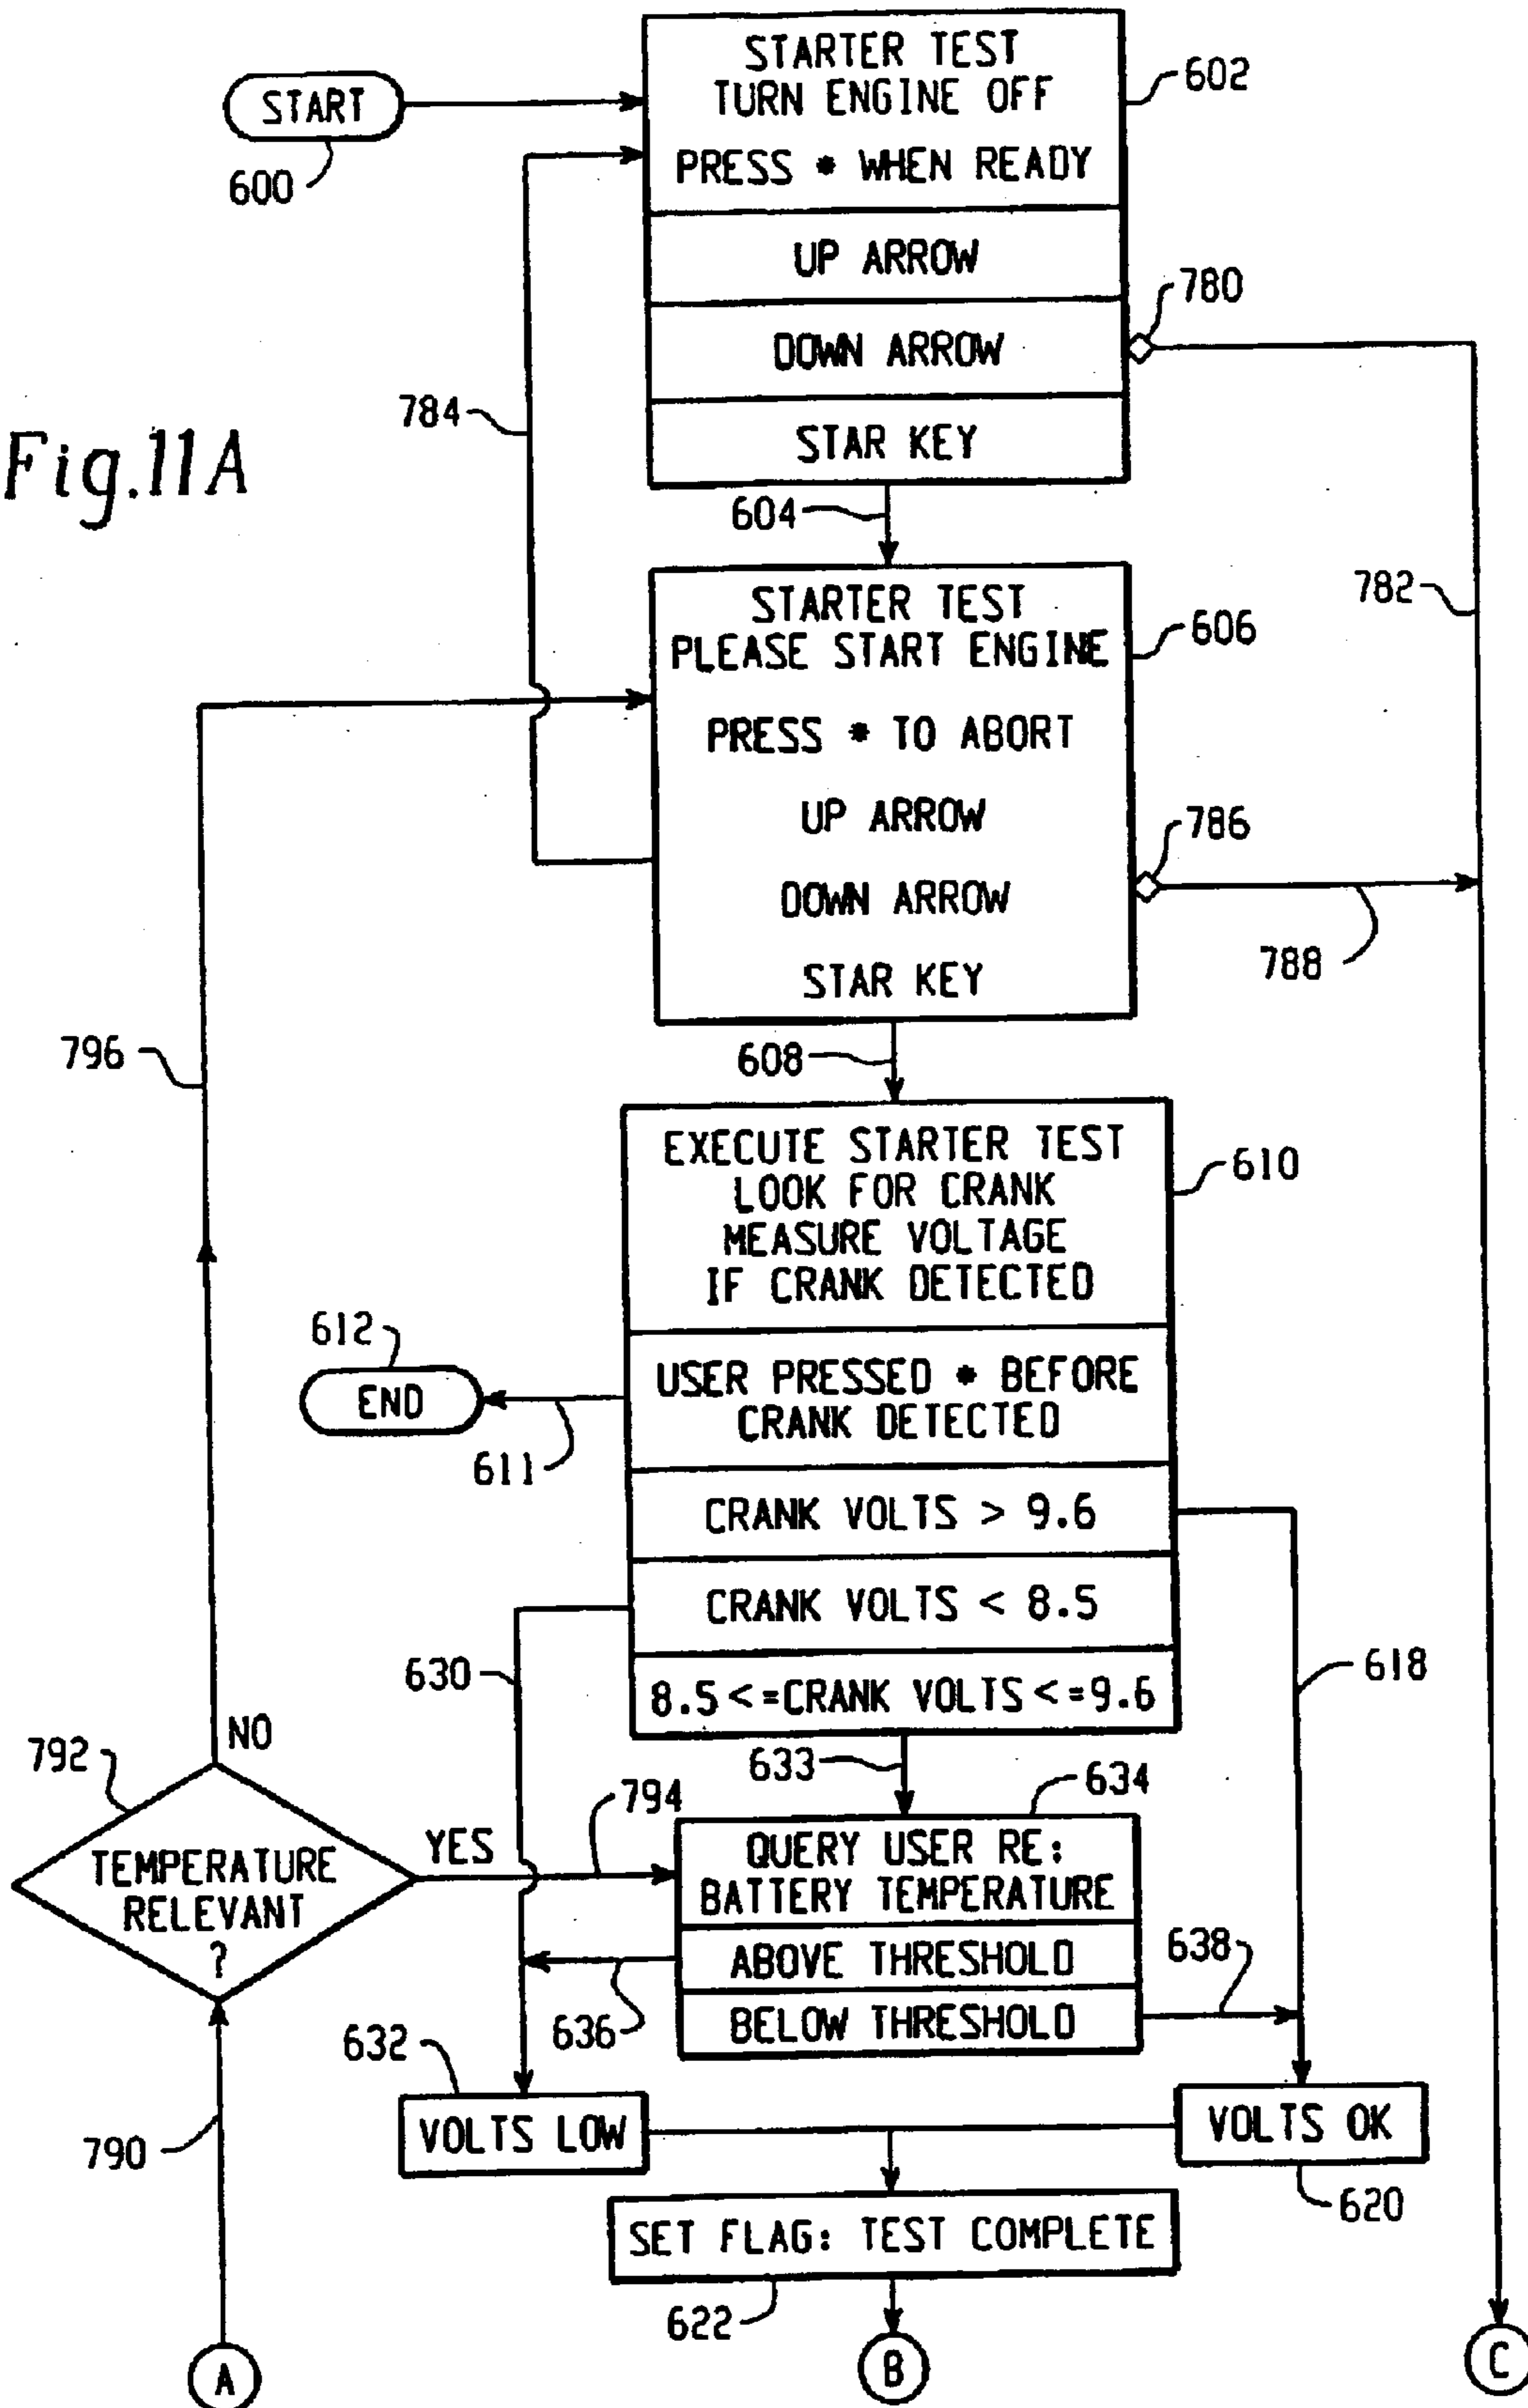 STARTER TEST
TURN ENGINE OFF
PRESS * WHEN READY
602
START
600
UP ARROW
780
DOWN ARROW
784
STAR KEY
Fig.11A
604
STARTER TEST
PLEASE START ENGINE
606
782
PRESS * TO ABORT
UP ARROW
786
DOWN ARROW
788
STAR KEY
796
608
EXECUTE STARTER TEST
LOOK FOR CRANK
MEASURE VOLTAGE
IF CRANK DETECTED
610
612
END
611
USER PRESSED * BEFORE
CRANK DETECTED
CRANK VOLTS > 9.6
CRANK VOLTS < 8.5
630
618
8.5 <=CRANK VOLTS <=9.6
NO
792
633
634
794
YES
TEMPERATURE
RELEVANT
?
QUERY USER RE:
BATTERY TEMPERATURE
ABOVE THRESHOLD
638
636
BELOW THRESHOLD
632
VOLTS LOW
VOLTS OK
790
620
SET FLAG: TEST COMPLETE
622
A
B
C